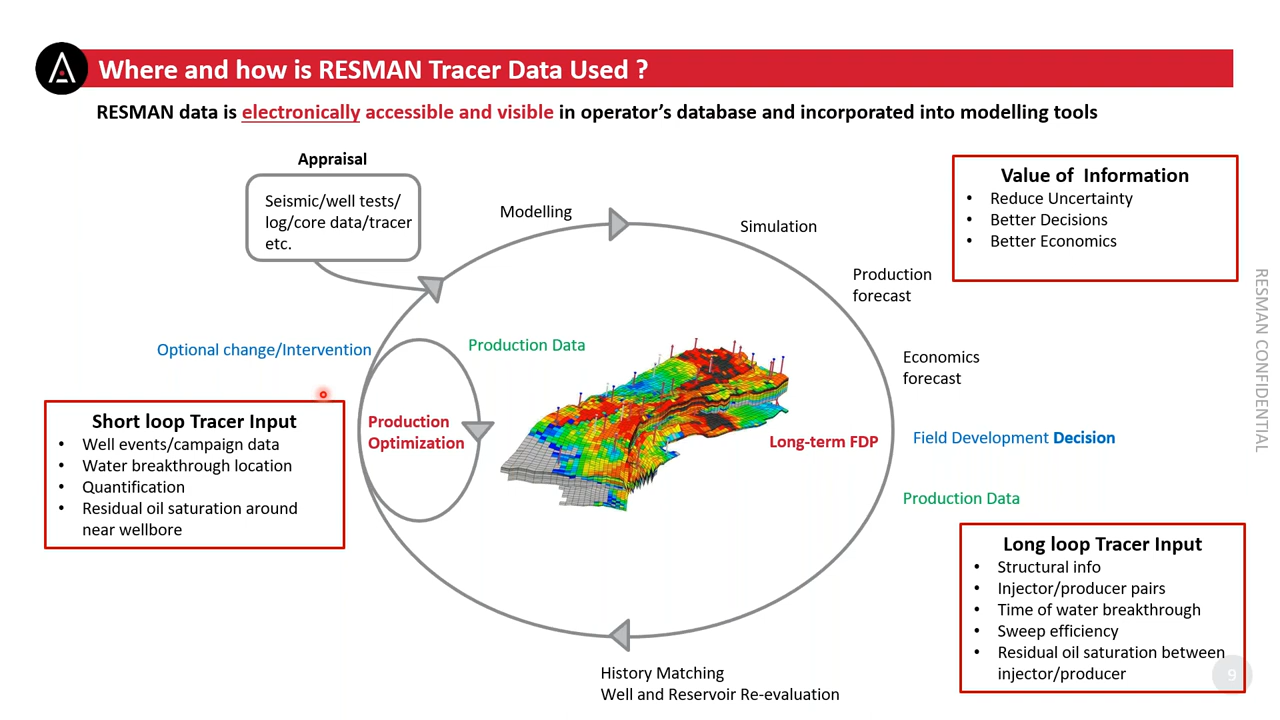 Where and how is RESMAN Tracer Data Used ?
RESMAN data is electronically accessible and visible in operator's database and incorporated into modelling tools
Appraisal
Seismic/well tests/
log/core data/tracer
etc.
Modelling
Simulation
Value of  Information
• Reduce Uncertainty
• Better Decisions
• Better Economics
Production
forecast
Economics
forecast
Optional change/Intervention
Production Data
Production
Optimization
Long-term FDP
Field Development Decision
Production Data
Short loop Tracer Input
• Well events/campaign data
• Water breakthrough location
• Quantification
• Residual oil saturation around
near wellbore
Long loop Tracer Input
• Structural info
• Injector/producer pairs
• Time of water breakthrough
• Sweep efficiency
• Residual oil saturation between
injector/producer
History Matching
Well and Reservoir Re-evaluation
RESMAN CONFIDENTIAL
9